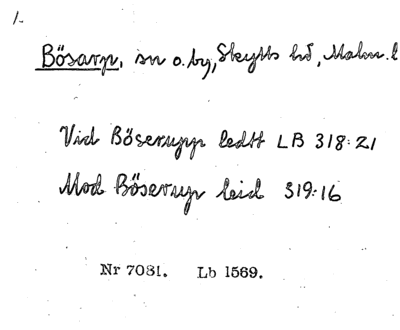 1.
Bösarp, sn o. by, Skytts hd, Malm. l
Vid Böserupp ledtt LB 318:21
Mod Böserup leid 319:16
Nr 7081. Lb 1569.